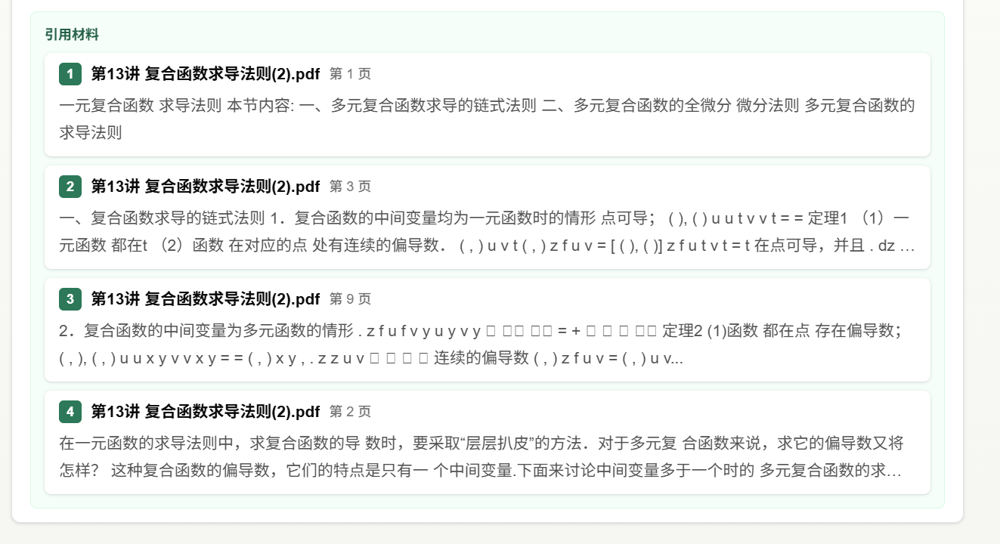 引用材料
1 第13讲 复合函数求导法则(2).pdf 第 1 页
一元复合函数 求导法则 本节内容: 一、多元复合函数求导的链式法则 二、多元复合函数的全微分 微分法则 多元复合函数的
求导法则
2 第13讲 复合函数求导法则(2).pdf 第 3 页
一、复合函数求导的链式法则 1．复合函数的中间变量均为一元函数时的情形 点可导； ( ), ( ) u u t v v t = = 定理1 （1）一
元函数 都在t （2）函数 在对应的点 处有连续的偏导数． ( , ) u v t ( , ) z f u v = [ ( ), ( )] z f u t v t = t 在点可导，并且 . dz …
3 第13讲 复合函数求导法则(2).pdf 第 9 页
2．复合函数的中间变量为多元函数的情形 . z f u f v y u y v y □ □□ □□ = + □ □ □ □□ 定理2 (1)函数 都在点 存在偏导数；
( , ), ( , ) u u x y v v x y = = ( , ) x y , . z z u v □ □ □ □ 连续的偏导数 ( , ) z f u v = ( , ) u v...
4 第13讲 复合函数求导法则(2).pdf 第 2 页
在一元函数的求导法则中，求复合函数的导 数时，要采取“层层扒皮”的方法．对于多元复 合函数来说，求它的偏导数又将
怎样？ 这种复合函数的偏导数，它们的特点是只有一 个中间变量.下面来讨论中间变量多于一个时的 多元复合函数的求…